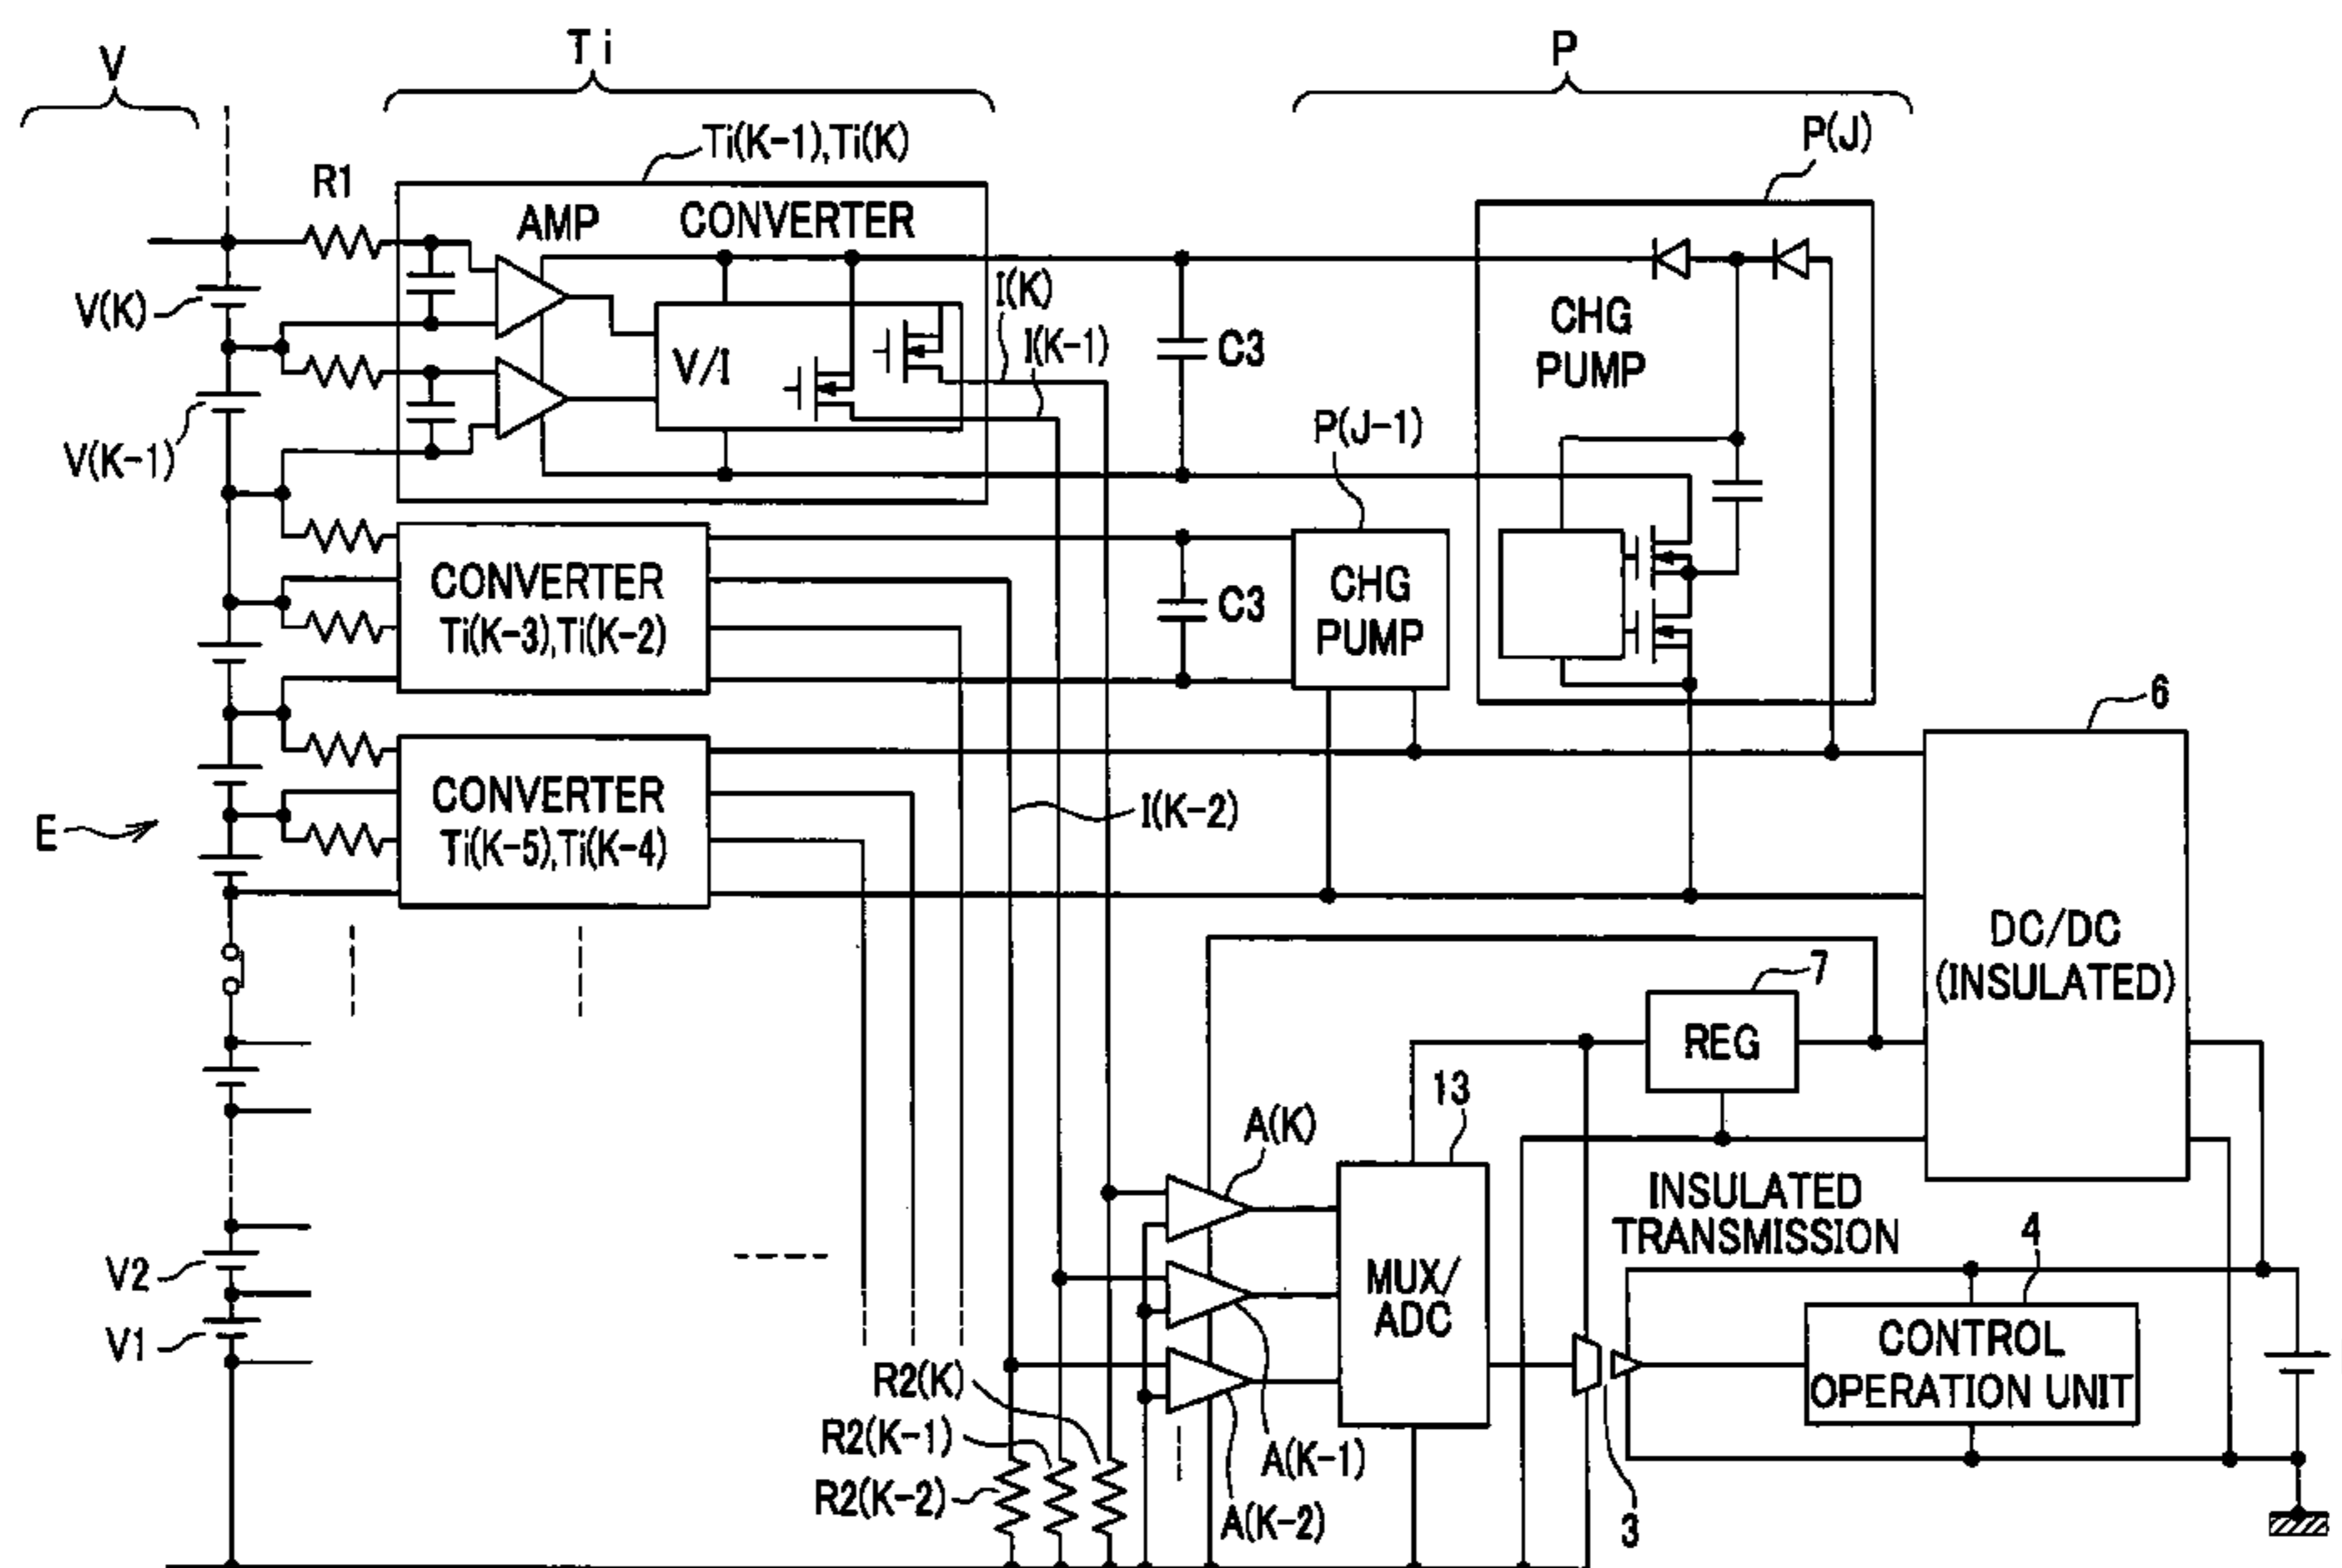 V
Ti
P
Ti(K-1),Ti(K)
P(J)
R1
AMP
CONVERTER
V(K)
I(K)
I(K-1)
V/I
C3
CHG
PUMP
V(K-1)
P(J-1)
CONVERTER
Ti(K-3),Ti(K-2)
C3
CHG
PUMP
6
CONVERTER
Ti(K-5),Ti(K-4)
E
I(K-2)
DC/DC
(INSULATED)
7
REG
13
A(K)
INSULATED
TRANSMISSION
4
V2
MUX/
ADC
V1
CONTROL
OPERATION UNIT
R2(K)
R2(K-1)
R2(K-2)
A(K-1)
A(K-2)
3